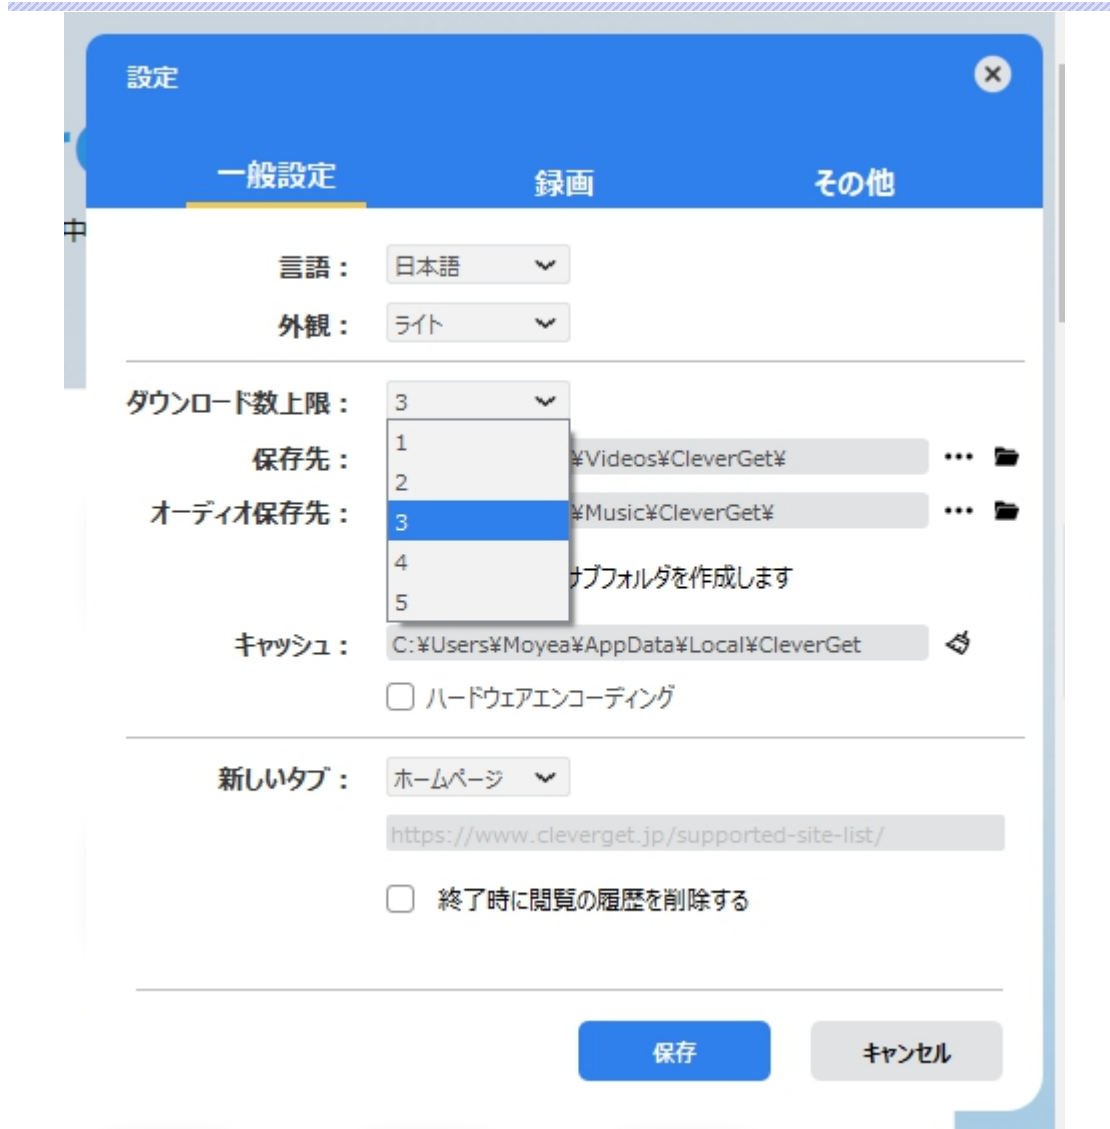 設定
一般設定 録画 その他
中
言語： 日本語
外観： ライト
ダウンロード数上限： 3
1
2
3
4
5
保存先： ¥Videos¥CleverGet¥ •••
オーディオ保存先： ¥Music¥CleverGet¥ •••
サブフォルダを作成します
キャッシュ： C:¥Users¥Moyea¥AppData¥Local¥CleverGet
ハードウェアエンコーディング
新しいタブ： ホームページ
https://www.cleverget.jp/supported-site-list/
終了時に閲覧の履歴を削除する
保存 キャンセル